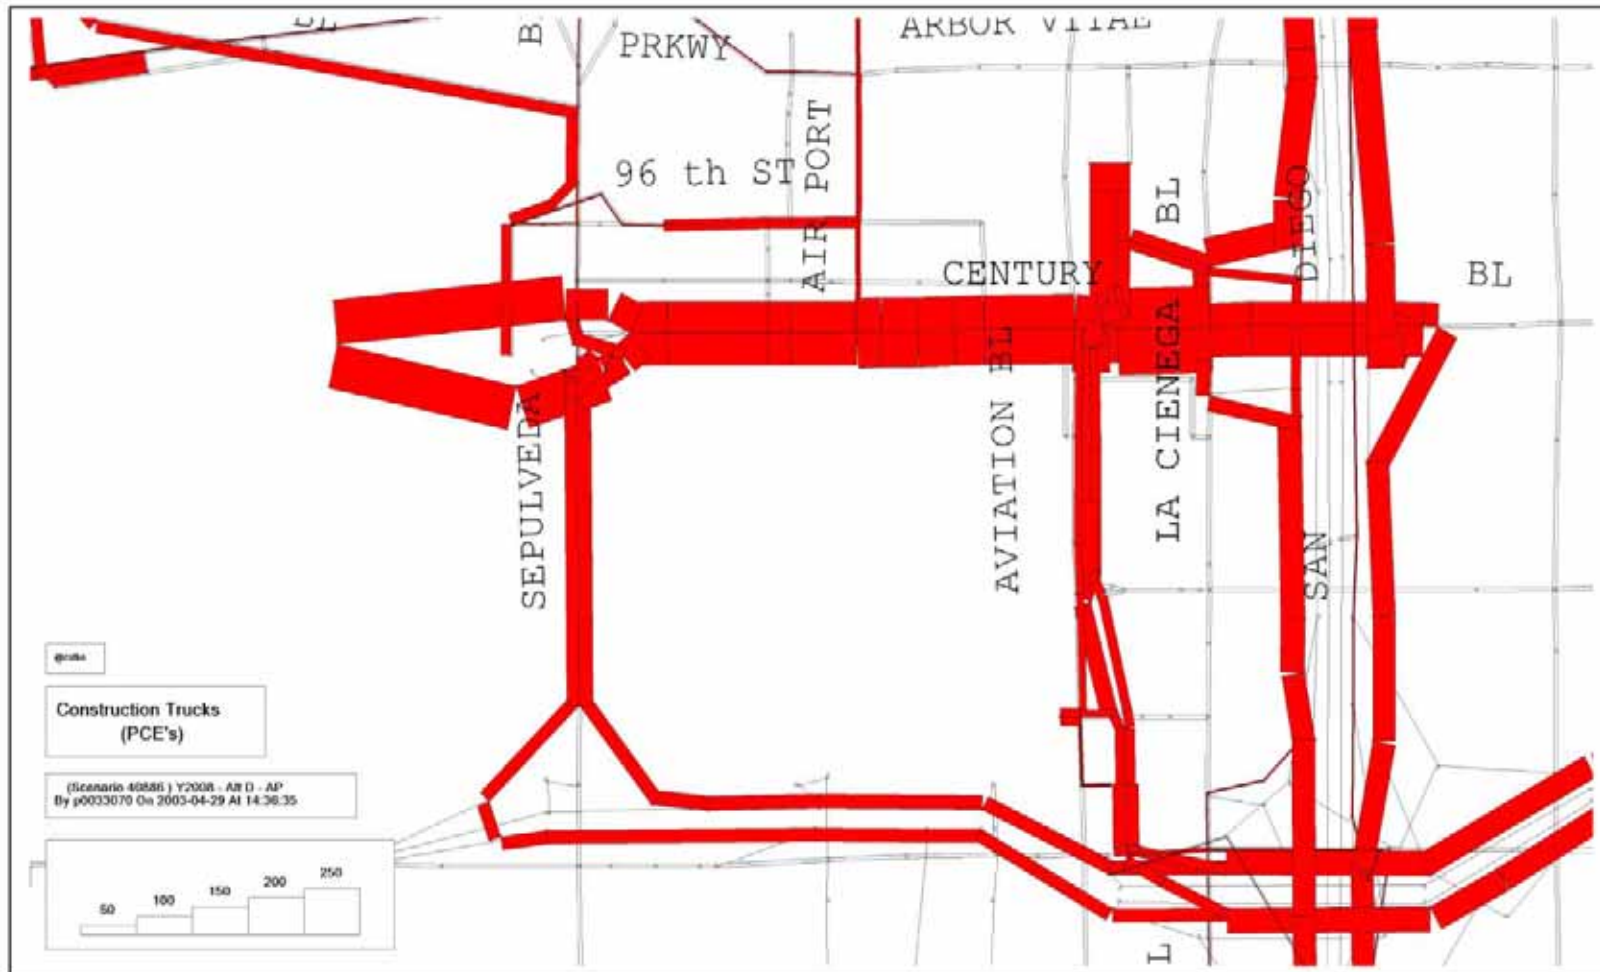 BL
B
PRKWY
ARBOR VITAE
96 th ST
AIR PORT
BL
DIEGO
CENTURY
BL
SEPULVEDA
AVIATION BL
LA CIENEGA
SAN
L
Construction Trucks
(PCE's)
(Scenario 40886 ) Y2008 - Alt D - AP
By p0033070 On 2003-04-29 At 14:36:35
50 100 150 200 250